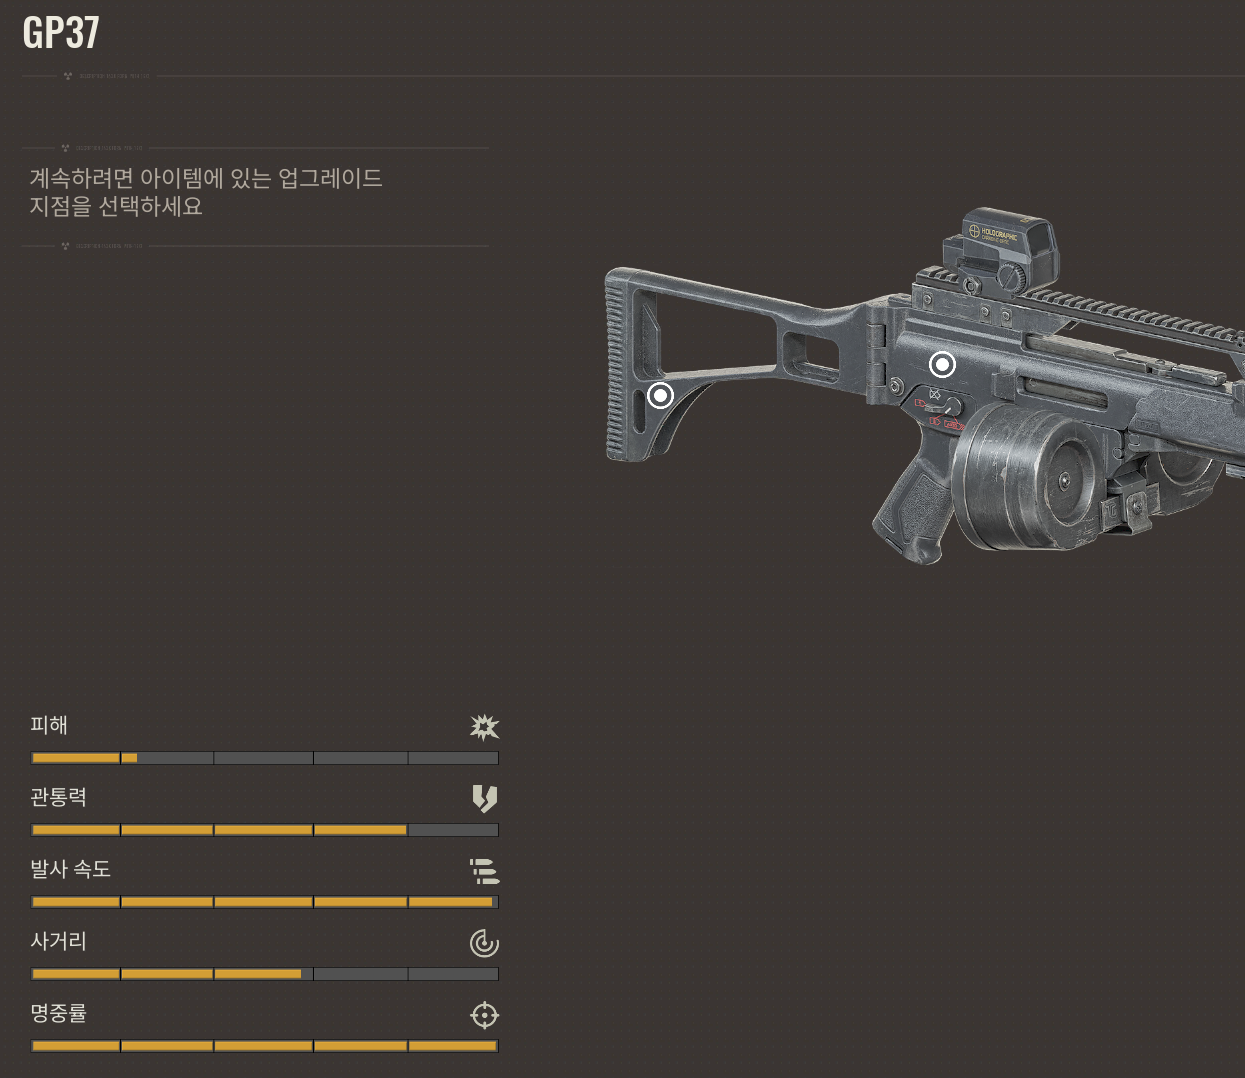 GP37
계속하려면 아이템에 있는 업그레이드
지점을 선택하세요
HOLOGRAPHIC
피해
관통력
발사 속도
사거리
명중률